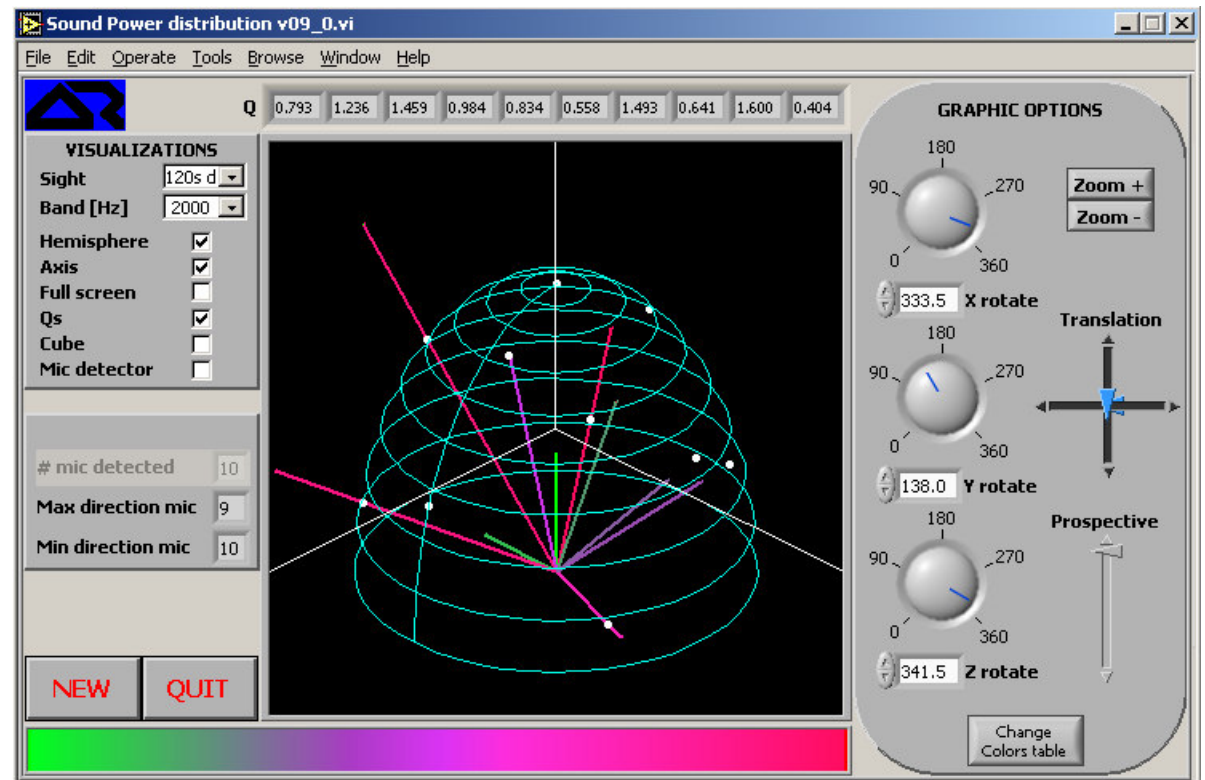 Sound Power distribution v09_0.vi
File Edit Operate Tools Browse Window Help
Q 0.793 1.236 1.459 0.984 0.834 0.558 1.493 0.641 1.600 0.404
VISUALIZATIONS
Sight 120s d
Band [Hz] 2000
Hemisphere
Axis
Full screen
Qs
Cube
Mic detector
# mic detected 10
Max direction mic 9
Min direction mic 10
NEW QUIT
GRAPHIC OPTIONS
180
90 270
0 360
333.5 X rotate
180
90 270
0 360
138.0 Y rotate
180
90 270
0 360
341.5 Z rotate
Zoom +
Zoom -
Translation
Prospective
Change
Colors table